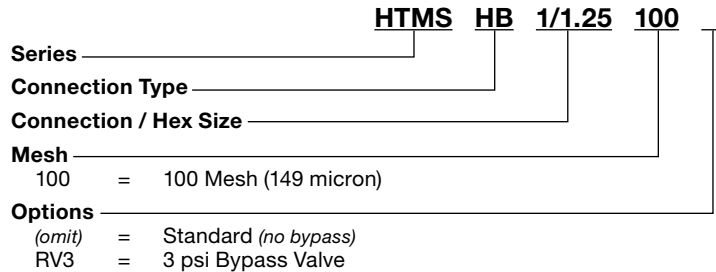 HTMS HB 1/1.25 100
Series
Connection Type
Connection / Hex Size
Mesh
100 = 100 Mesh (149 micron)
Options
(omit) = Standard (no bypass)
RV3 = 3 psi Bypass Valve